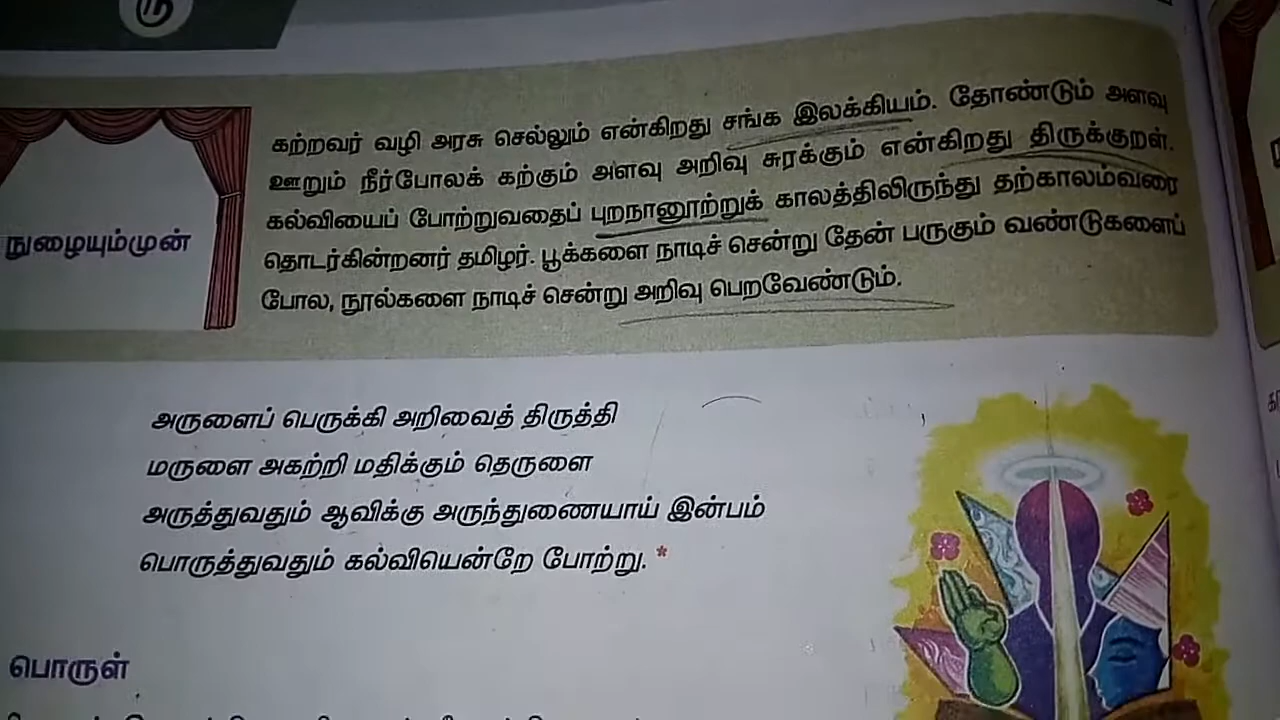 ரு
கற்றவர் வழி அரசு செல்லும் என்கிறது சங்க இலக்கியம். தோண்டும் அளவு
ஊறும் நீர்போலக் கற்கும் அளவு அறிவு சுரக்கும் என்கிறது திருக்குறள்.
கல்வியைப் போற்றுவதைப் புறநானூற்றுக் காலத்திலிருந்து தற்காலம்வரை
தொடர்கின்றனர் தமிழர். பூக்களை நாடிச் சென்று தேன் பருகும் வண்டுகளைப்
போல, நூல்களை நாடிச் சென்று அறிவு பெறவேண்டும்.
நுழையும்முன்
அருளைப் பெருக்கி அறிவைத் திருத்தி
மருளை அகற்றி மதிக்கும் தெருளை
அருத்துவதும் ஆவிக்கு அருந்துணையாய் இன்பம்
பொருத்துவதும் கல்வியென்றே போற்று. *
பொருள்